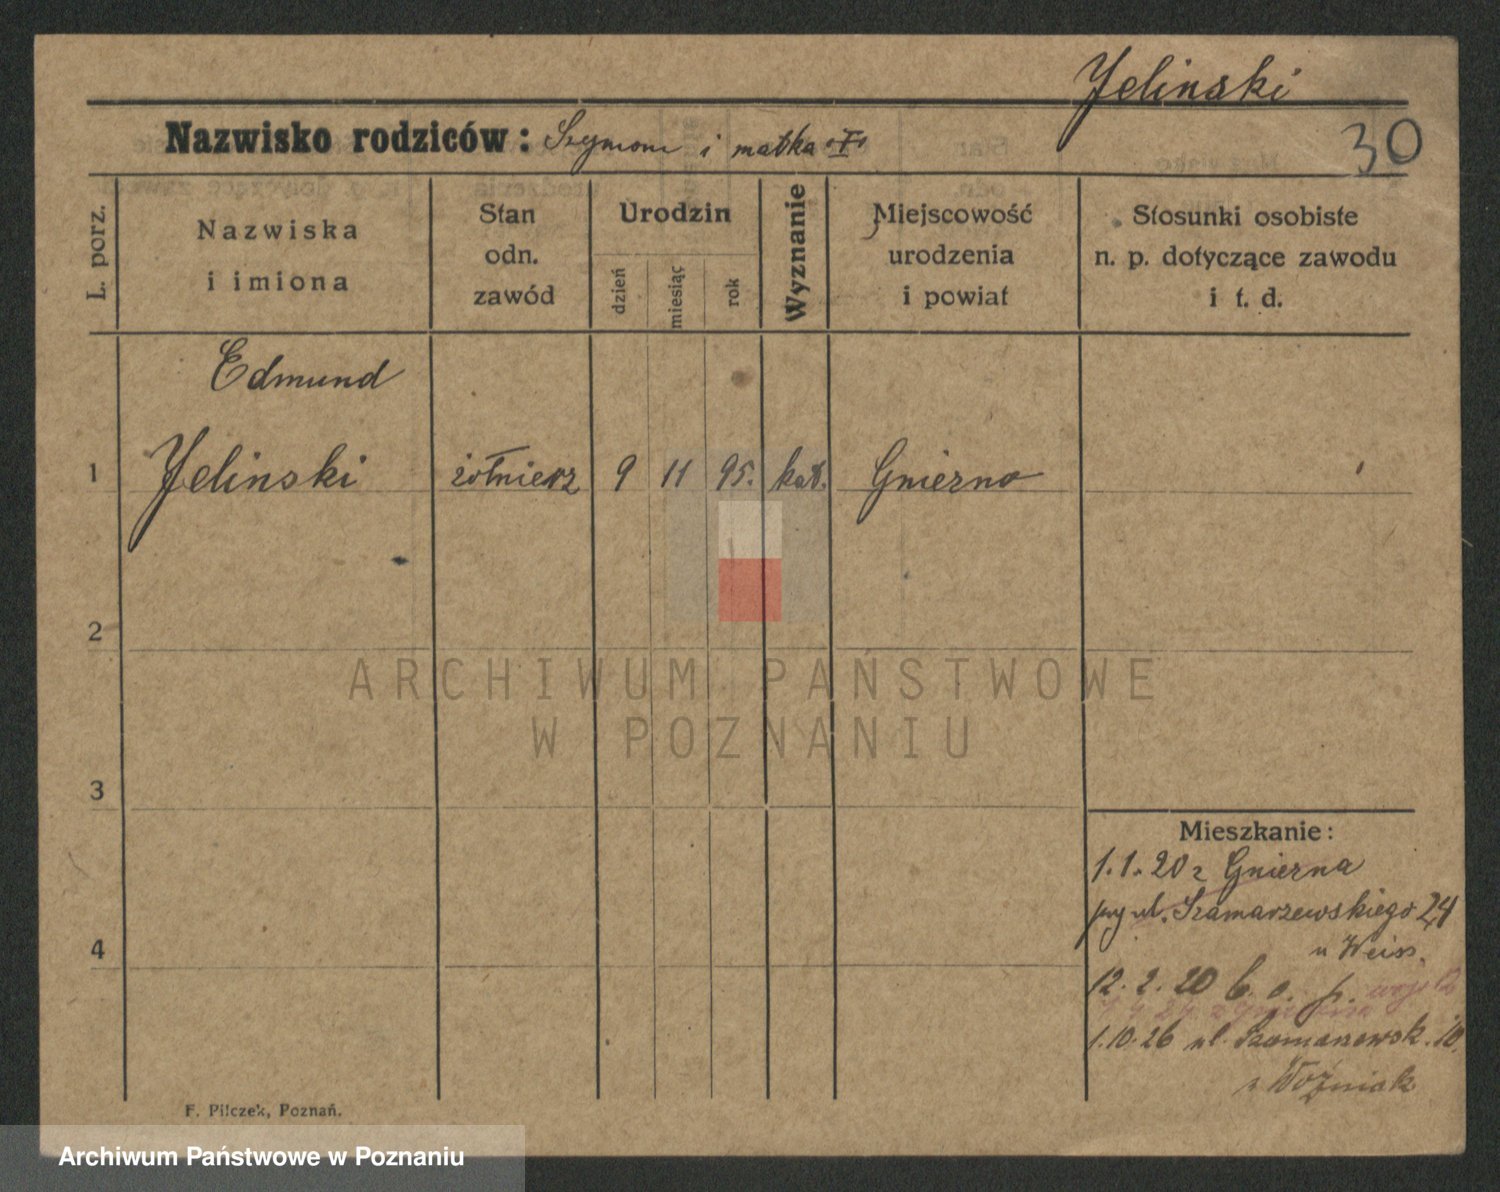 Jelinski
Nazwisko rodziców: Szymon i matka
30
L. porz.
Nazwiska
i imiona
Stan
odn.
zawód
Urodzin
dzień
miesiąc
rok
Wyznanie
Miejscowość
urodzenia
i powiat
Stosunki osobiste
n. p. dotyczące zawodu
i t. d.
Edmund
1 Jelinski żołnierz 9 11 95. kat. Gniezno
2
3
4
ARCHIWUM PAŃSTWOWE
W POZNANIU
Mieszkanie:
1.1.20 z Gniezna
ul. Szamarzewskiego 24
u Weiss.
12. 2. 20 b. o. p.
1.10.26 ul. Szamarzewsk. 10
Woźniak
F. Pilczek, Poznań.
Archiwum Państwowe w Poznaniu